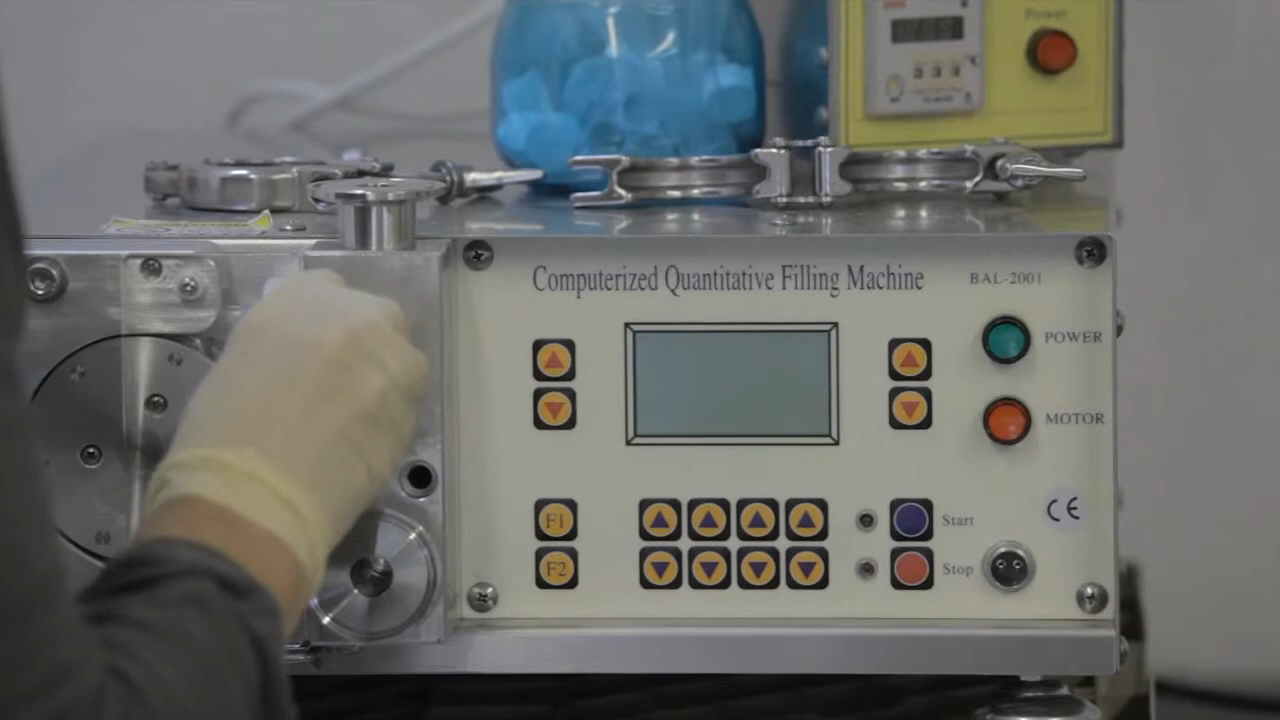 Power
Computerized Quantitative Filling Machine
BAL-2001
POWER
MOTOR
F1
Start
CE
F2
Stop